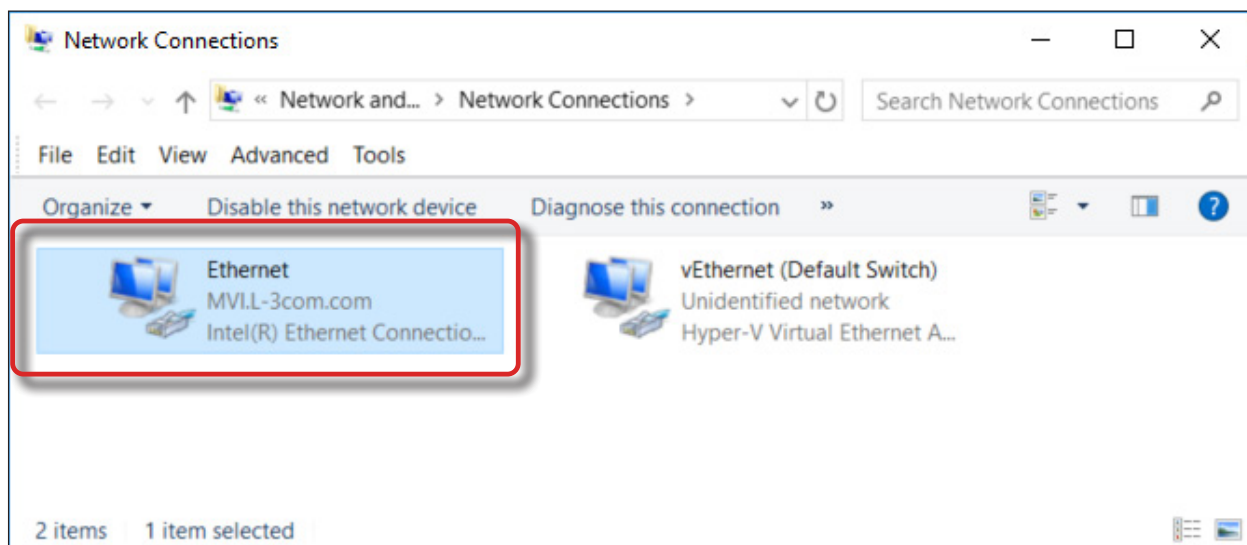 Network Connections
« Network and... > Network Connections >
Search Network Connections
File Edit View Advanced Tools
Organize Disable this network device Diagnose this connection »
Ethernet
MVI.L-3com.com
Intel(R) Ethernet Connectio...
vEthernet (Default Switch)
Unidentified network
Hyper-V Virtual Ethernet A...
2 items 1 item selected